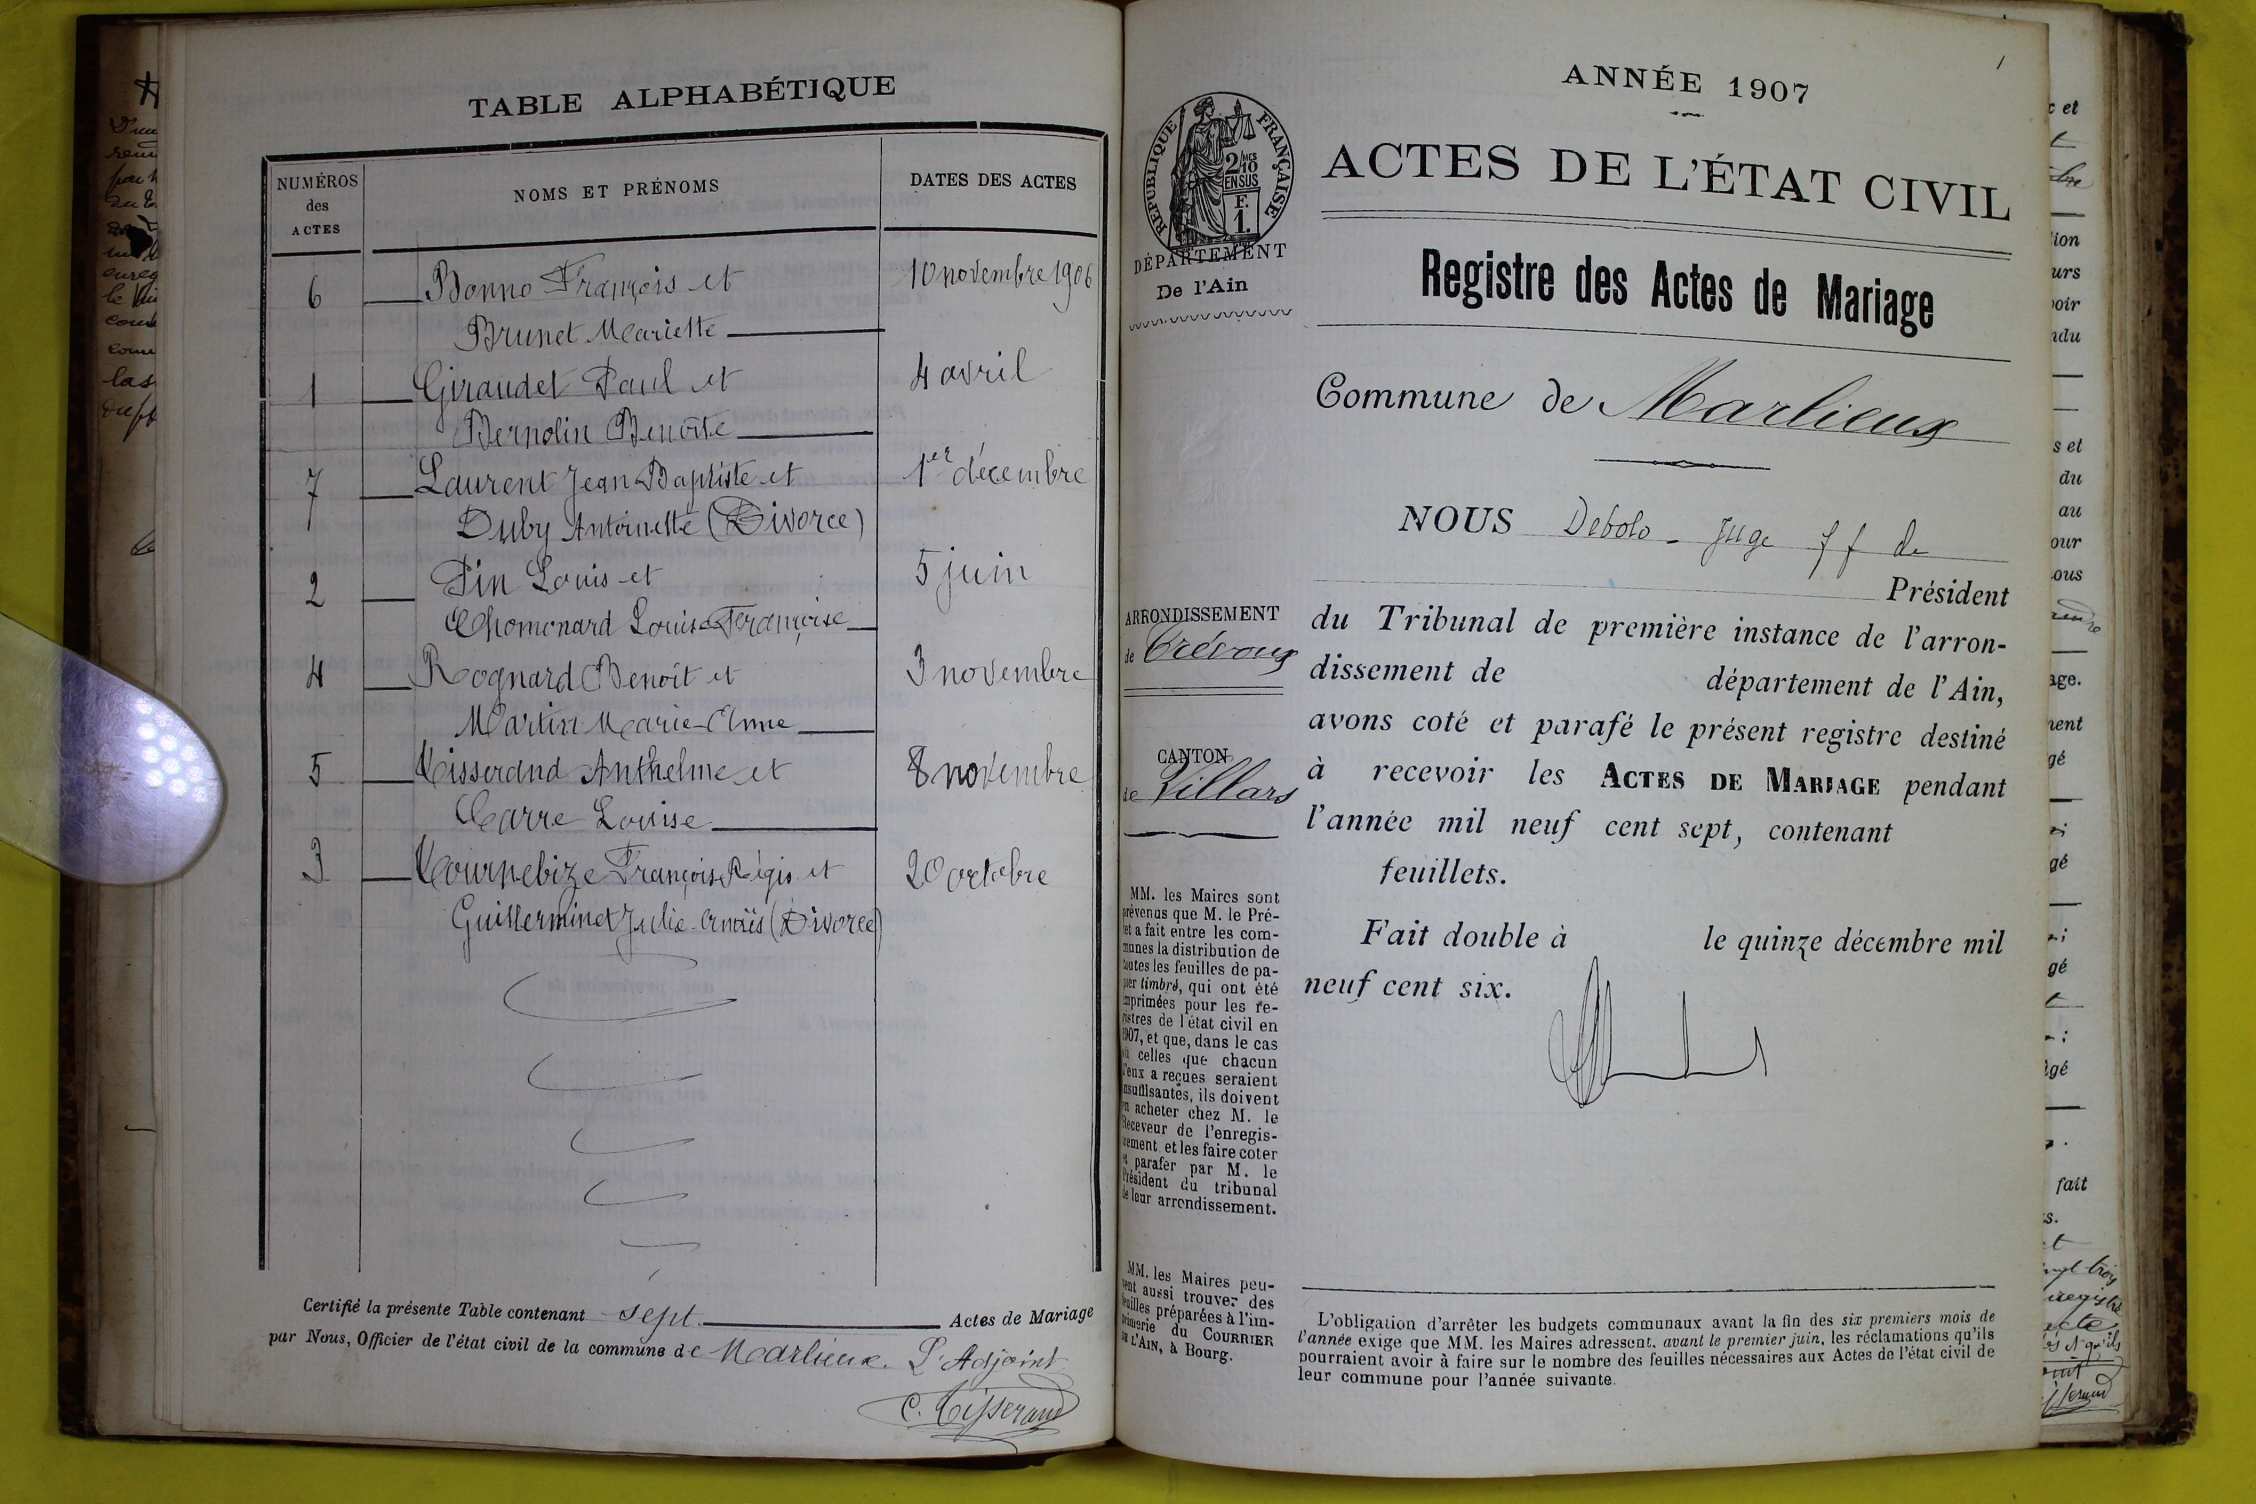 TABLE ALPHABÉTIQUE
NUMÉROS des ACTES
NOMS ET PRÉNOMS
DATES DES ACTES
6 Bonno François et 10 novembre 1906
Brunet Mariette
1 Giraudet Paul et 4 avril
Bernolin Benoîte
7 Laurent Jean Baptiste et 1er décembre
Duby Antoinette (Divorce)
2 Pin Louis et 5 juin
Chomonard Louise Françoise
4 Rognard Benoît et 3 novembre
Martin Marie-Anne
5 Tisserand Anthelme et 8 novembre
Carre Louise
3 Tournebize François Régis et 20 octobre
Guillerminet Julie (Divorce)
Certifié la présente Table contenant sept Actes de Mariage
par Nous, Officier de l'état civil de la commune de Marlieux. L'Adjoint
C. Tisserand
1
ANNÉE 1907
RÉPUBLIQUE FRANÇAISE
2/10 MES
EN SUS
F.
1.
ACTES DE L'ÉTAT CIVIL
DÉPARTEMENT
De l'Ain
Registre des Actes de Mariage
Commune de Marlieux
NOUS Debolo - Juge ff de
Président
ARRONDISSEMENT
de Trévoux
du Tribunal de première instance de l'arron-
dissement de département de l'Ain,
avons coté et parafé le présent registre destiné
CANTON
de Villars
à recevoir les ACTES DE MARIAGE pendant
l'année mil neuf cent sept, contenant
feuillets.
Fait double à le quinze décembre mil
neuf cent six.
MM. les Maires sont
prévenus que M. le Pré-
fet a fait entre les com-
munes la distribution de
toutes les feuilles de pa-
pier timbré, qui ont été
imprimées pour les re-
gistres de l'état civil en
1907, et que, dans le cas
où celles que chacun
d'eux a reçues seraient
insuffisantes, ils doivent
en acheter chez M. le
Receveur de l'enregis-
trement et les faire coter
et parafer par M. le
Président du tribunal
de leur arrondissement.
MM. les Maires peu-
vent aussi trouver des
feuilles préparées à l'im-
primerie du COURRIER
DE L'AIN, à Bourg.
L'obligation d'arrêter les budgets communaux avant la fin des six premiers mois de
l'année exige que MM. les Maires adressent, avant le premier juin, les réclamations qu'ils
pourraient avoir à faire sur le nombre des feuilles nécessaires aux Actes de l'état civil de
leur commune pour l'année suivante.